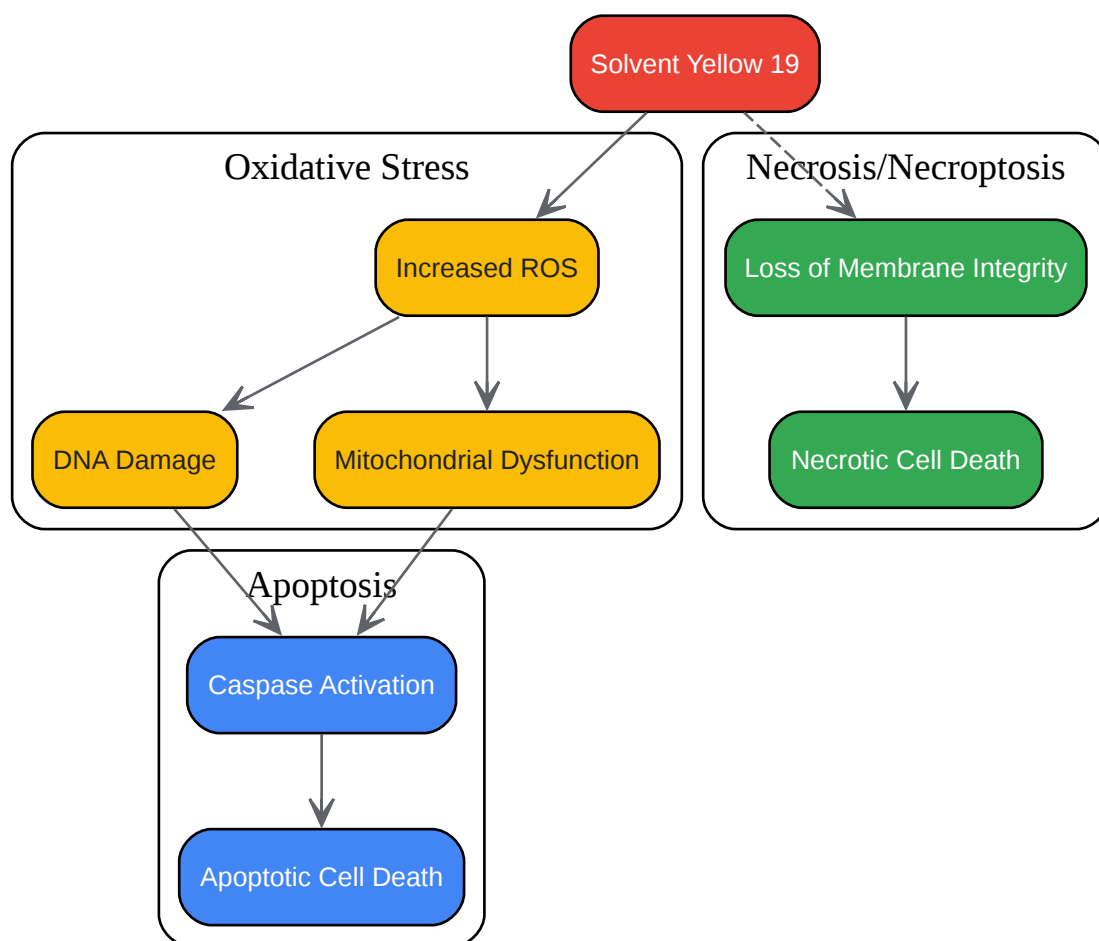 Solvent Yellow 19
Oxidative Stress
Necrosis/Necroptosis
Increased ROS
Loss of Membrane Integrity
DNA Damage
Mitochondrial Dysfunction
Necrotic Cell Death
Apoptosis
Caspase Activation
Apoptotic Cell Death